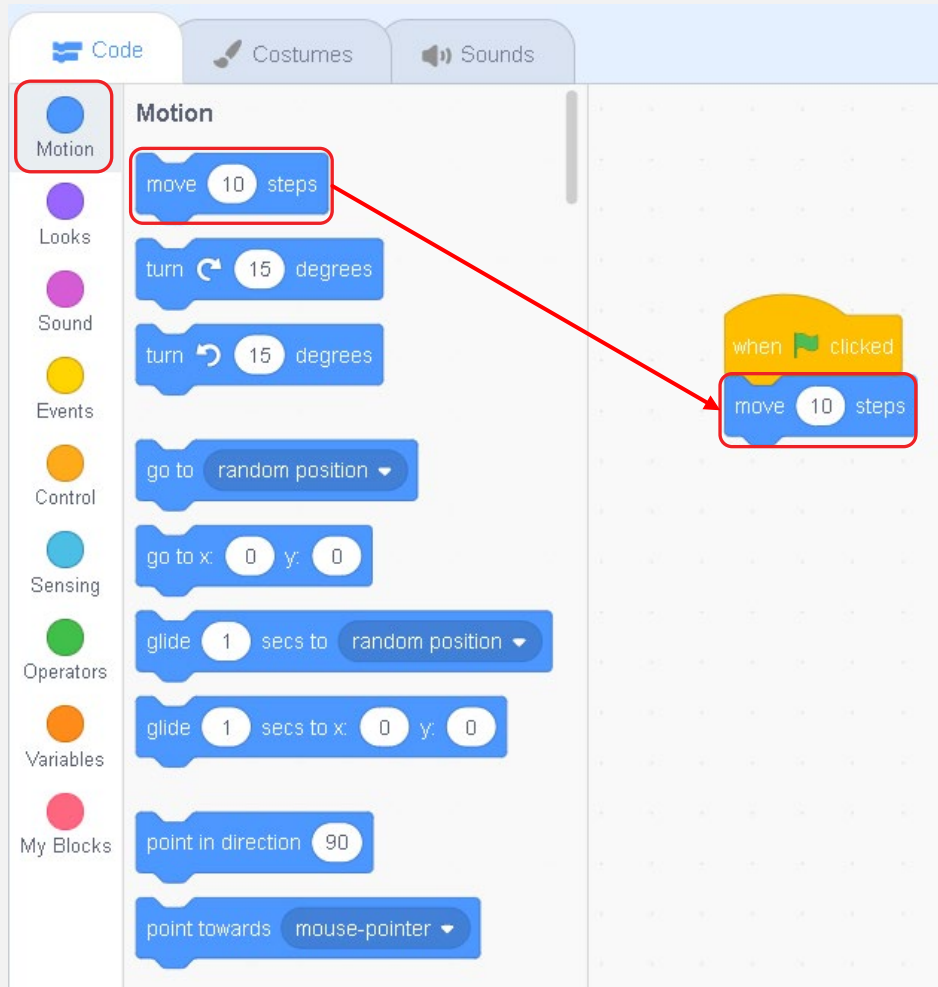 Code
Costumes
Sounds
Motion
Looks
Sound
Events
Control
Sensing
Operators
Variables
My Blocks
Motion
move 10 steps
turn 15 degrees
turn 15 degrees
go to random position
go to x: 0 y: 0
glide 1 secs to random position
glide 1 secs to x: 0 y: 0
point in direction 90
point towards mouse-pointer
when clicked
move 10 steps